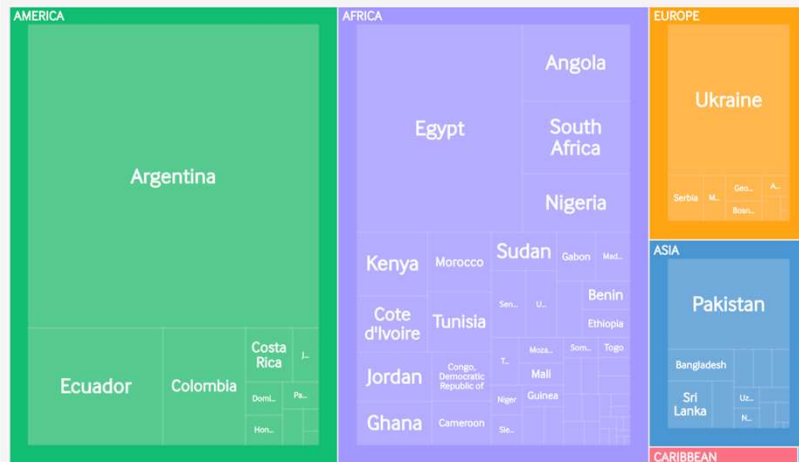 AMERICA
Argentina
Ecuador
Colombia
Costa
Rica
J...
Domi...
Pa...
Hon...
AFRICA
Egypt
Angola
South
Africa
Nigeria
Kenya
Morocco
Sudan
Gabon
Mad...
Cote
d'Ivoire
Tunisia
Sen...
U...
Benin
Ethiopia
Jordan
Congo,
Democratic
Republic of
T...
Moza...
Som...
Togo
Mali
Ghana
Cameroon
Niger
Guinea
Sie...
EUROPE
Ukraine
Serbia
M...
Geo...
A...
Bosn...
ASIA
Pakistan
Bangladesh
Sri
Lanka
Uz...
N...
CARIBBEAN